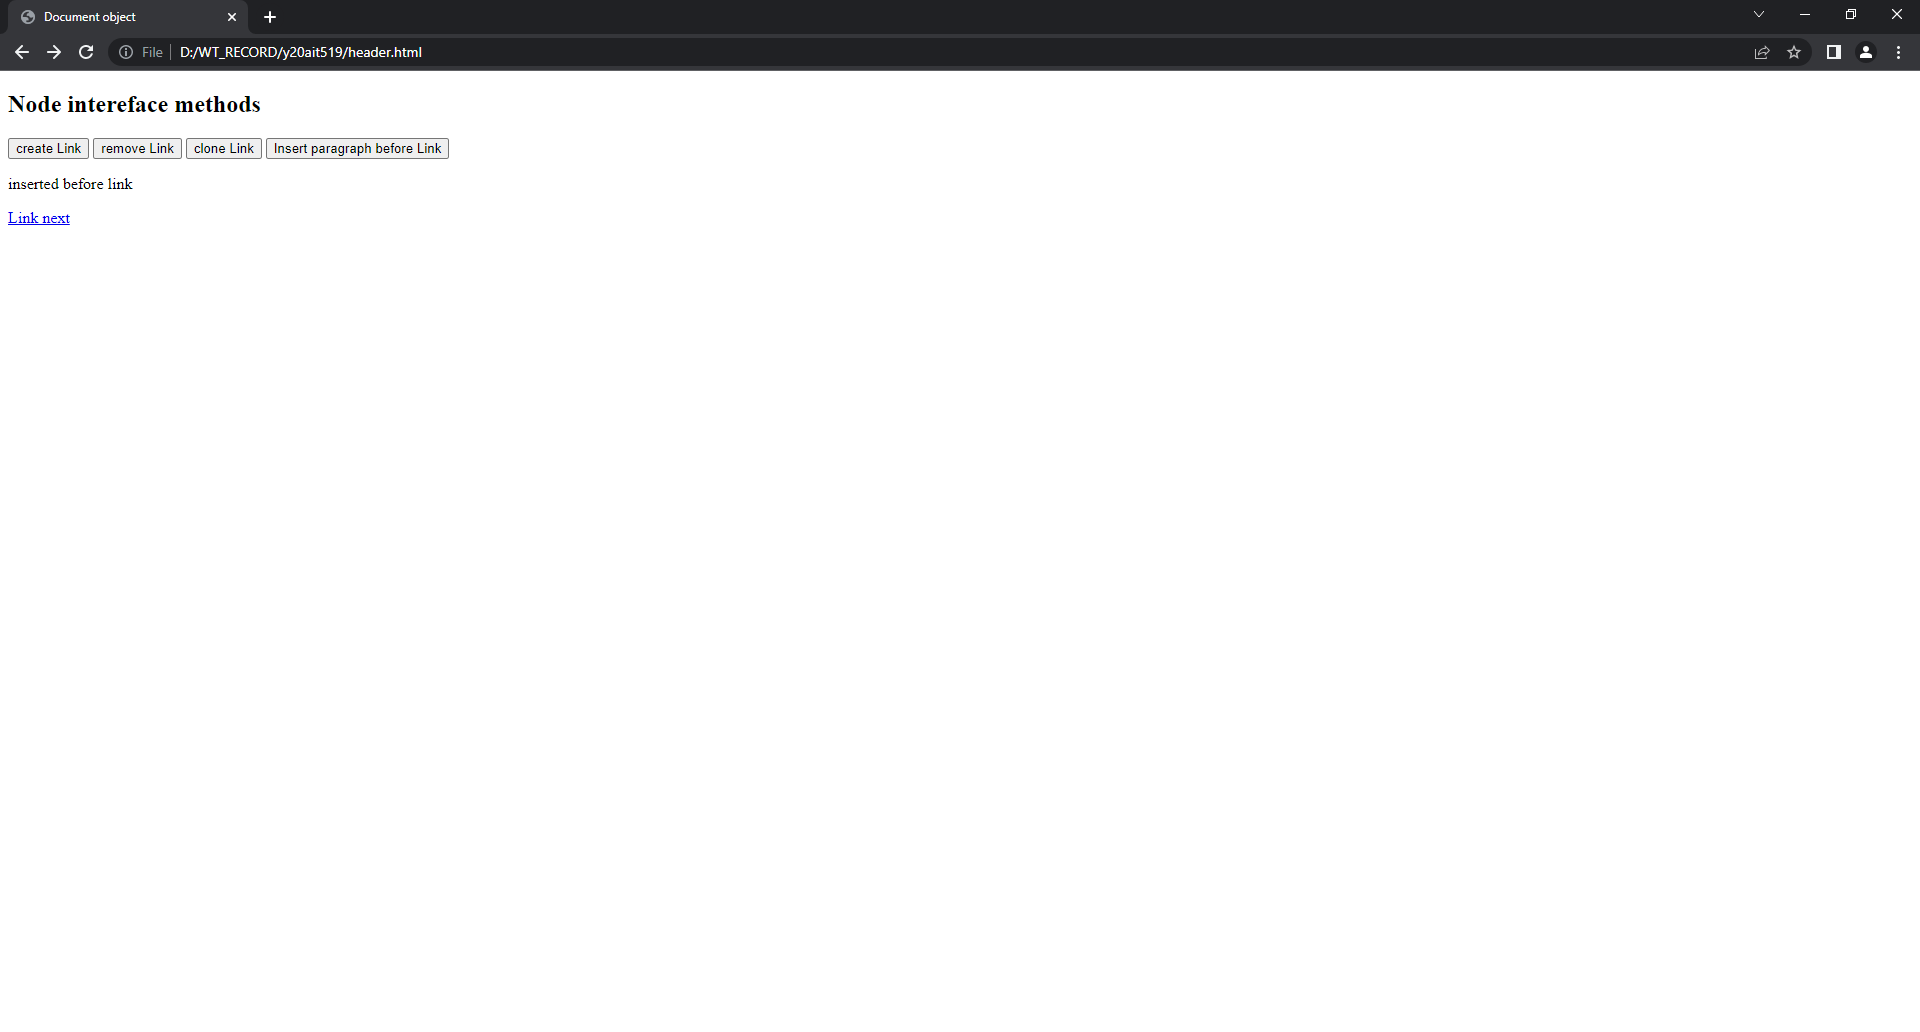 Document object
File D:/WT_RECORD/y20ait519/header.html
Node intereface methods
create Link remove Link clone Link Insert paragraph before Link
inserted before link
Link next